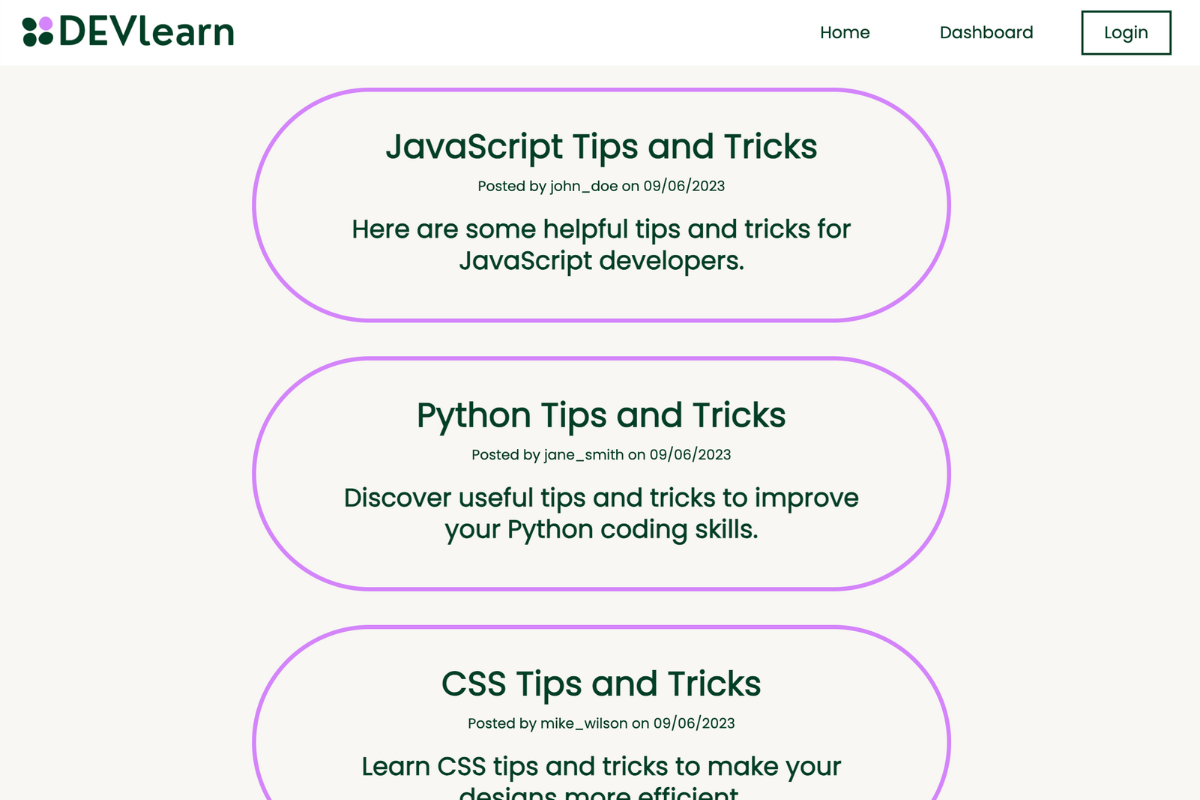 DEVlearn
Home
Dashboard
Login
JavaScript Tips and Tricks
Posted by john_doe on 09/06/2023
Here are some helpful tips and tricks for
JavaScript developers.
Python Tips and Tricks
Posted by jane_smith on 09/06/2023
Discover useful tips and tricks to improve
your Python coding skills.
CSS Tips and Tricks
Posted by mike_wilson on 09/06/2023
Learn CSS tips and tricks to make your
designs more efficient.